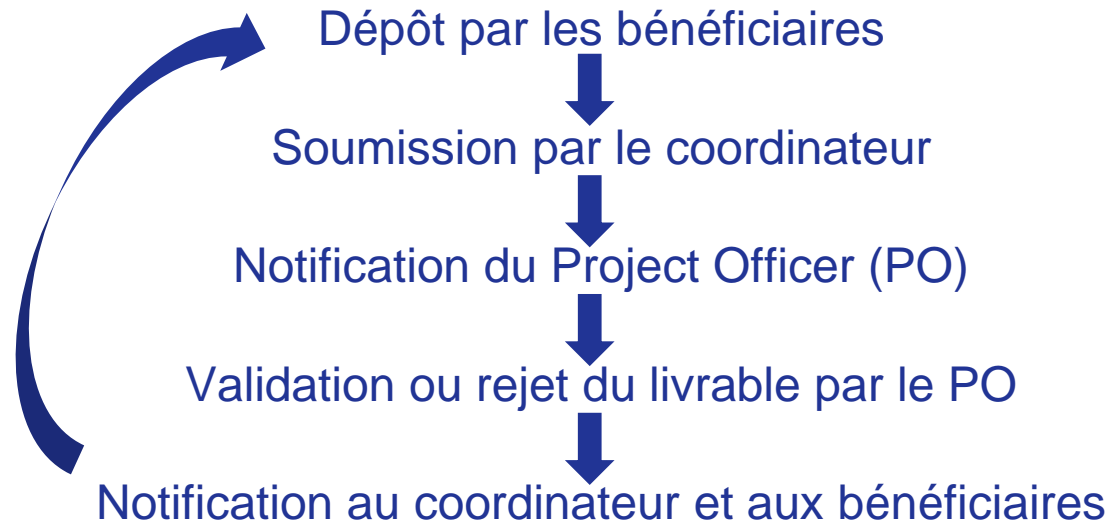 Dépôt par les bénéficiaires
Soumission par le coordinateur
Notification du Project Officer (PO)
Validation ou rejet du livrable par le PO
Notification au coordinateur et aux bénéficiaires